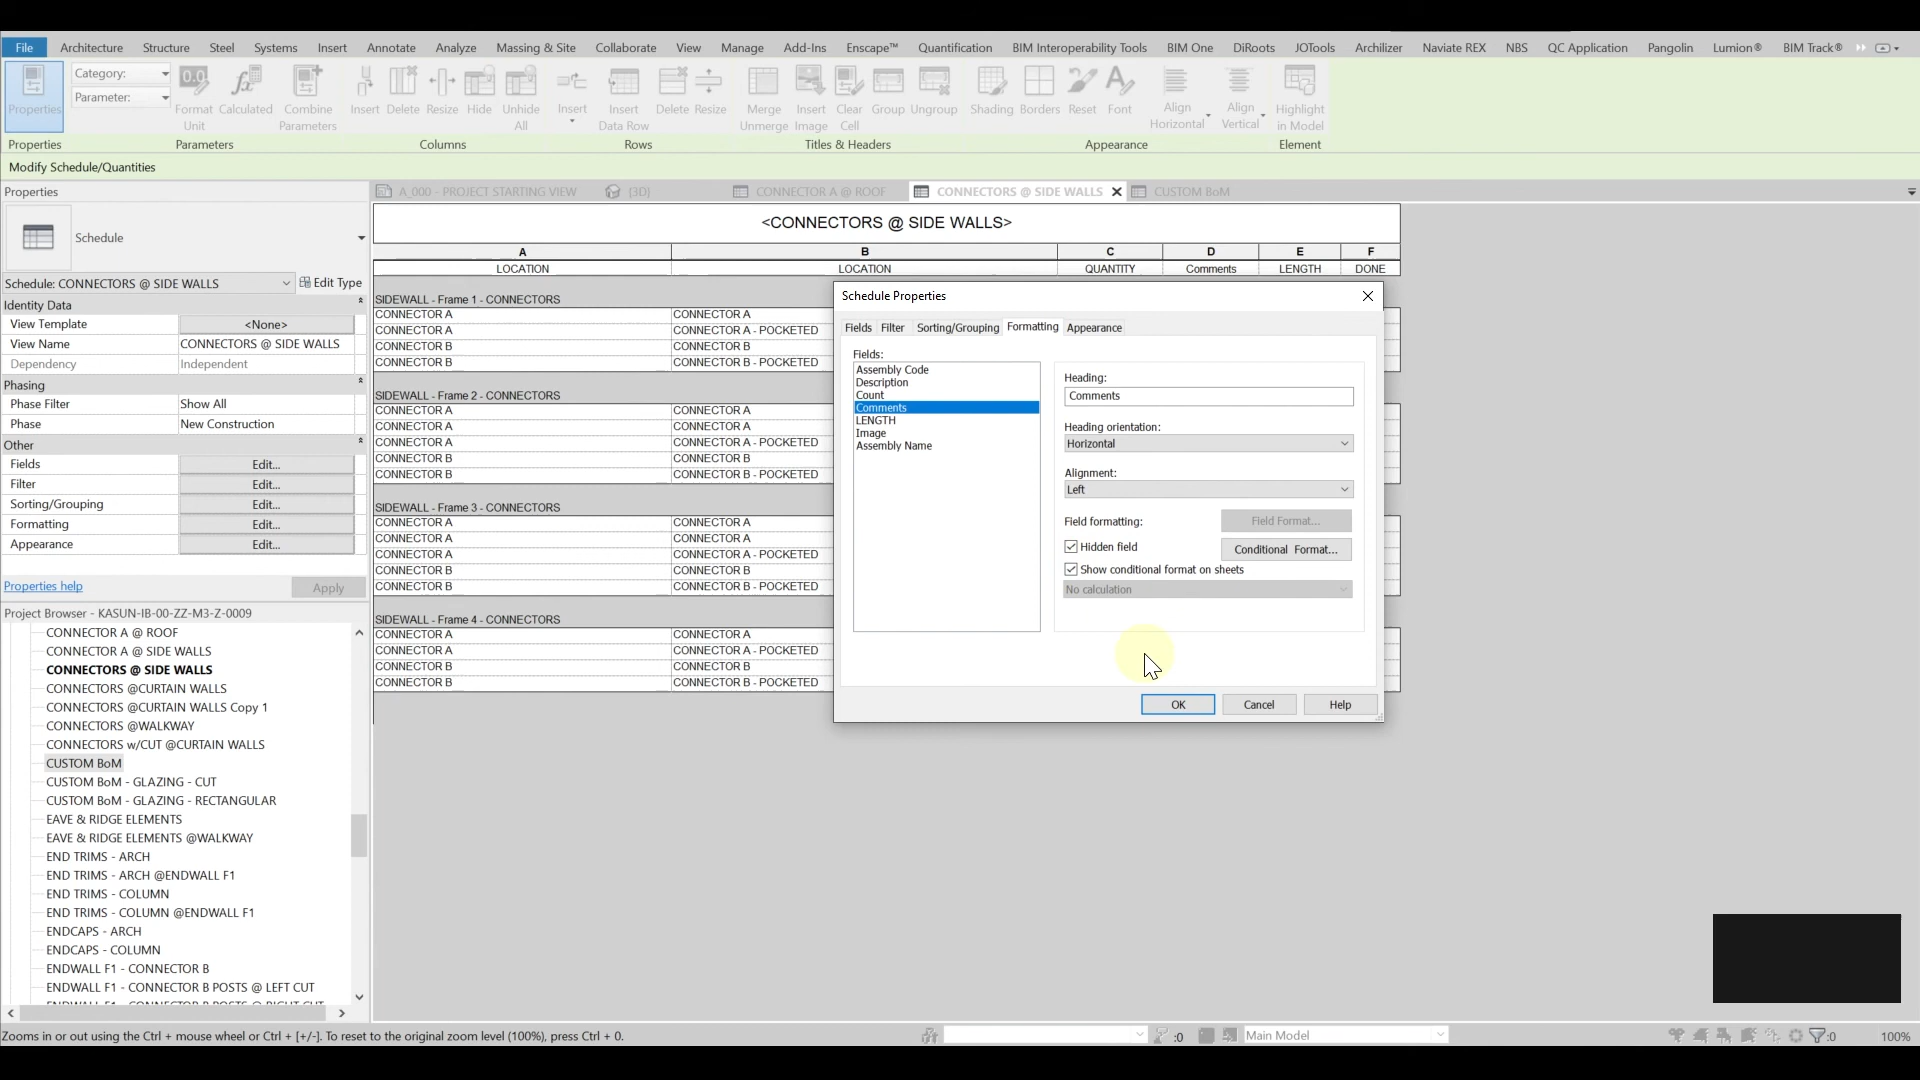 File Architecture Structure Steel Systems Insert Annotate Analyze Massing & Site Collaborate View Manage Add-Ins Enscape™ Quantification BIM Interoperability Tools BIM One DiRoots JOTools Archilizer Naviate REX NBS QC Application Pangolin Lumion® BIM Track®
Properties
Category:
Parameter:
Format
Unit
Calculated
Combine
Parameters
Insert Delete Resize Hide Unhide
All
Insert
Insert
Data Row
Delete Resize
Merge
Unmerge
Insert
Image
Clear
Cell
Group Ungroup
Shading Borders Reset Font
Align
Horizontal
Align
Vertical
Highlight
in Model
Properties Parameters Columns Rows Titles & Headers Appearance Element
Modify Schedule/Quantities
Properties
Schedule
Schedule: CONNECTORS @ SIDE WALLS Edit Type
Identity Data
View Template <None>
View Name CONNECTORS @ SIDE WALLS
Dependency Independent
Phasing
Phase Filter Show All
Phase New Construction
Other
Fields Edit...
Filter Edit...
Sorting/Grouping Edit...
Formatting Edit...
Appearance Edit...
Properties help Apply
Project Browser - KASUN-IB-00-ZZ-M3-Z-0009
CONNECTOR A @ ROOF
CONNECTOR A @ SIDE WALLS
CONNECTORS @ SIDE WALLS
CONNECTORS @CURTAIN WALLS
CONNECTORS @CURTAIN WALLS Copy 1
CONNECTORS @WALKWAY
CONNECTORS w/CUT @CURTAIN WALLS
CUSTOM BoM
CUSTOM BoM - GLAZING - CUT
CUSTOM BoM - GLAZING - RECTANGULAR
EAVE & RIDGE ELEMENTS
EAVE & RIDGE ELEMENTS @WALKWAY
END TRIMS - ARCH
END TRIMS - ARCH @ENDWALL F1
END TRIMS - COLUMN
END TRIMS - COLUMN @ENDWALL F1
ENDCAPS - ARCH
ENDCAPS - COLUMN
ENDWALL F1 - CONNECTOR B
ENDWALL F1 - CONNECTOR B POSTS @ LEFT CUT
ENDWALL F1 - CONNECTOR B POSTS @ RIGHT CUT
A_000 - PROJECT STARTING VIEW {3D} CONNECTOR A @ ROOF CONNECTORS @ SIDE WALLS CUSTOM BoM
<CONNECTORS @ SIDE WALLS>
A B C D E F
LOCATION LOCATION QUANTITY Comments LENGTH DONE
SIDEWALL - Frame 1 - CONNECTORS
CONNECTOR A CONNECTOR A
CONNECTOR A CONNECTOR A - POCKETED
CONNECTOR B CONNECTOR B
CONNECTOR B CONNECTOR B - POCKETED
SIDEWALL - Frame 2 - CONNECTORS
CONNECTOR A CONNECTOR A
CONNECTOR A CONNECTOR A
CONNECTOR A CONNECTOR A - POCKETED
CONNECTOR B CONNECTOR B
CONNECTOR B CONNECTOR B - POCKETED
SIDEWALL - Frame 3 - CONNECTORS
CONNECTOR A CONNECTOR A
CONNECTOR A CONNECTOR A
CONNECTOR A CONNECTOR A - POCKETED
CONNECTOR B CONNECTOR B
CONNECTOR B CONNECTOR B - POCKETED
SIDEWALL - Frame 4 - CONNECTORS
CONNECTOR A CONNECTOR A
CONNECTOR A CONNECTOR A - POCKETED
CONNECTOR B CONNECTOR B
CONNECTOR B CONNECTOR B - POCKETED
Schedule Properties
Fields Filter Sorting/Grouping Formatting Appearance
Fields:
Assembly Code
Description
Count
Comments
LENGTH
Image
Assembly Name
Heading:
Comments
Heading orientation:
Horizontal
Alignment:
Left
Field formatting: Field Format...
Hidden field Conditional Format...
Show conditional format on sheets
No calculation
OK Cancel Help
Zooms in or out using the Ctrl + mouse wheel or Ctrl + [+/-]. To reset to the original zoom level (100%), press Ctrl + 0. :0 Main Model :0 100%